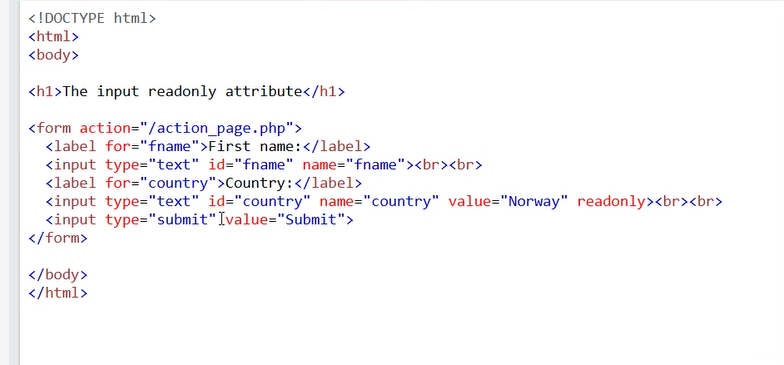 <!DOCTYPE html>
<html>
<body>
<h1>The input readonly attribute</h1>
<form action="/action_page.php">
<label for="fname">First name:</label>
<input type="text" id="fname" name="fname"><br><br>
<label for="country">Country:</label>
<input type="text" id="country" name="country" value="Norway" readonly><br><br>
<input type="submit" value="Submit">
</form>
</body>
</html>